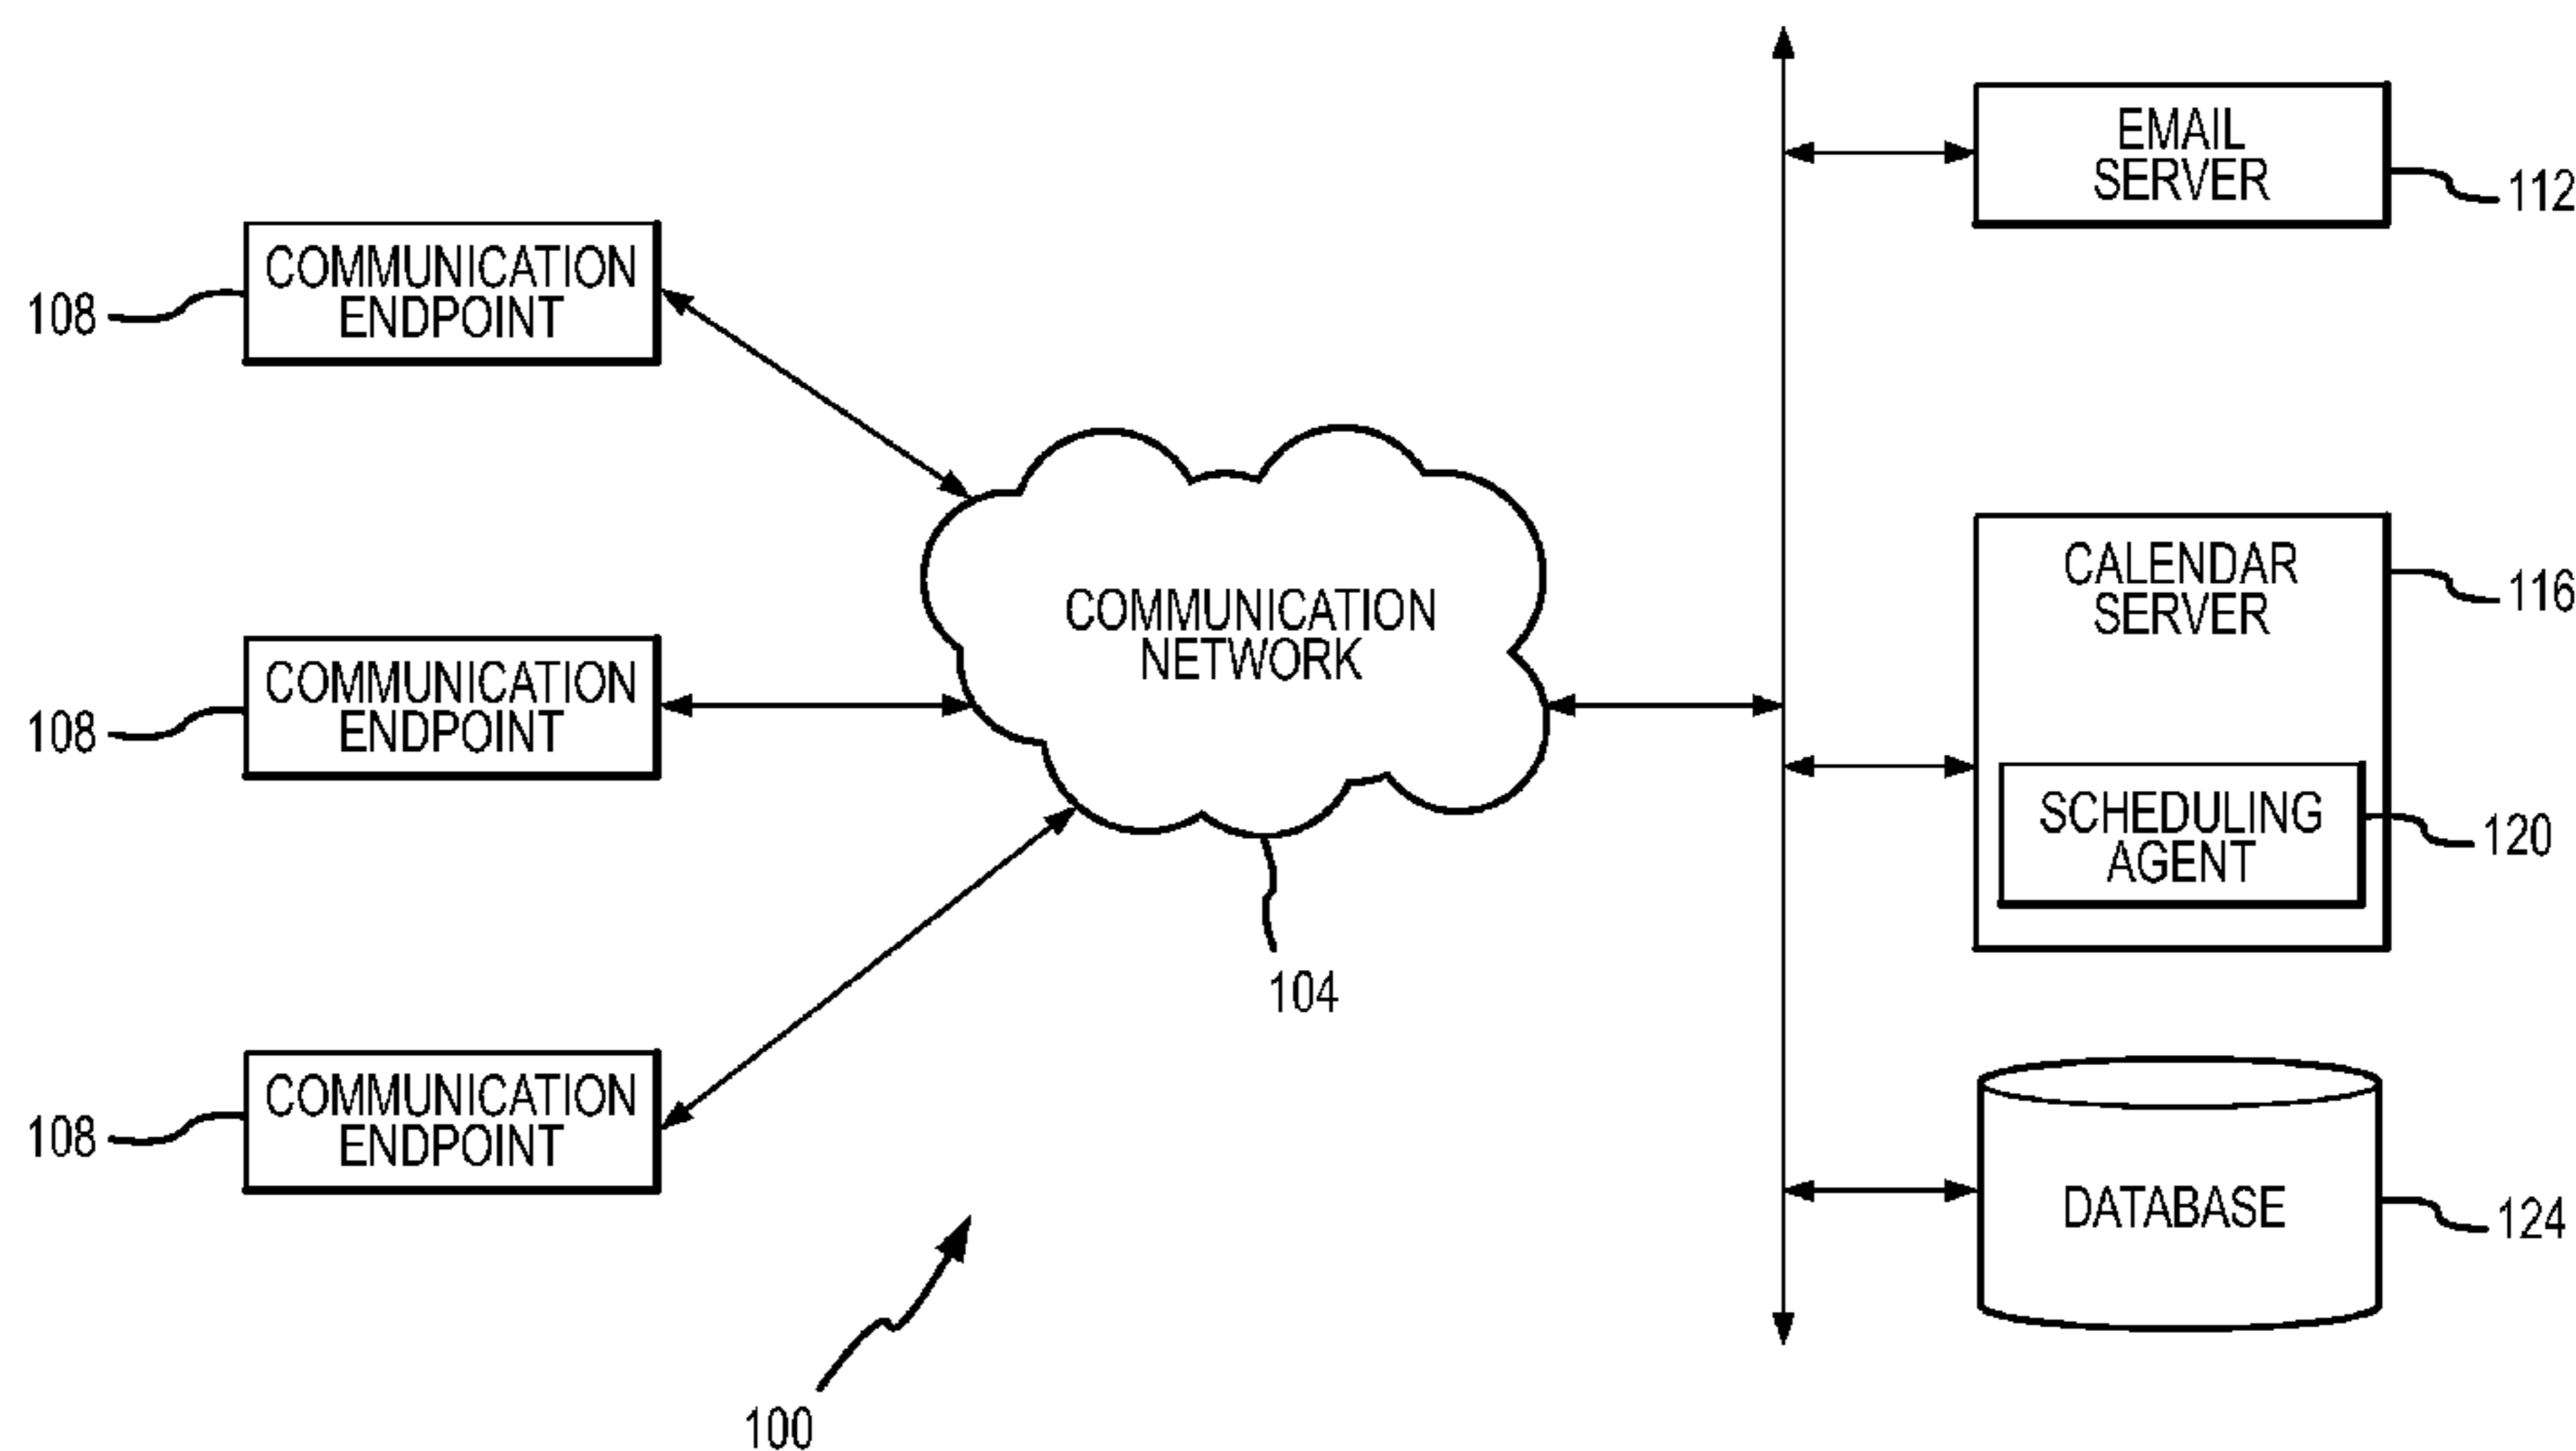 EMAIL
SERVER
112
COMMUNICATION
ENDPOINT
108
COMMUNICATION
NETWORK
104
CALENDAR
SERVER
116
COMMUNICATION
ENDPOINT
108
SCHEDULING
AGENT
120
COMMUNICATION
ENDPOINT
108
DATABASE
124
100